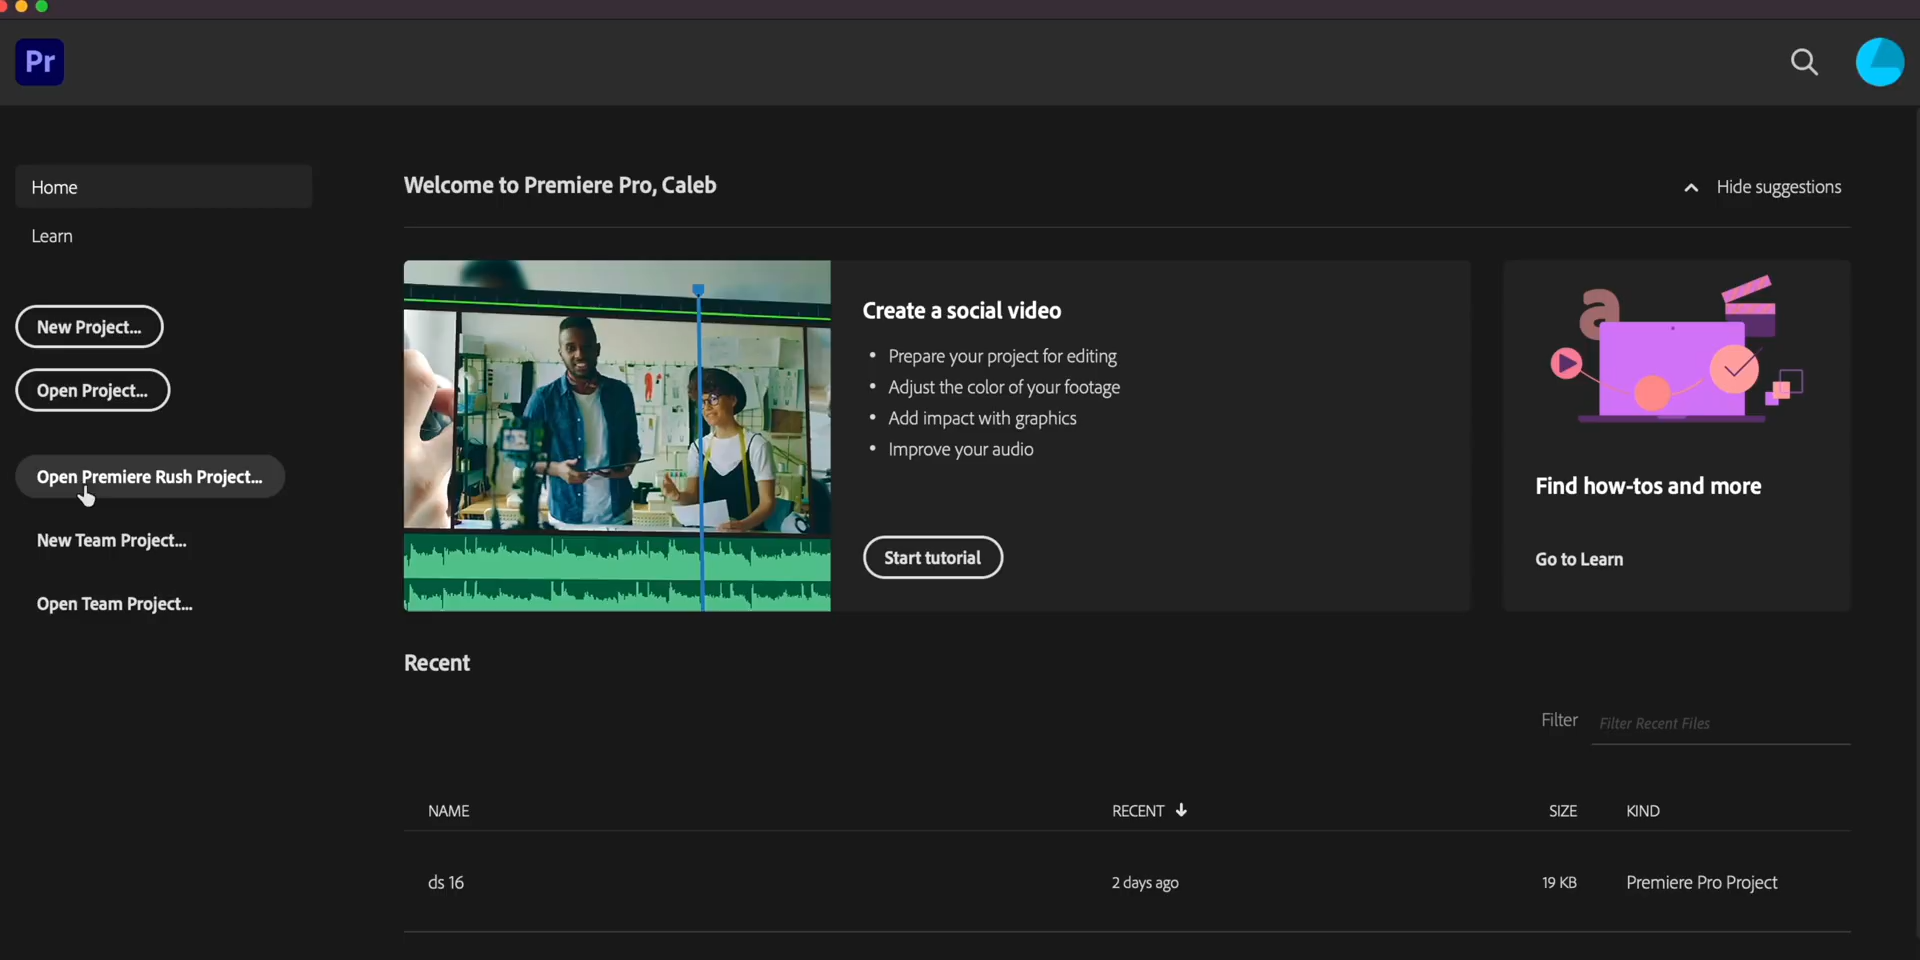 Pr
Home
Learn
New Project...
Open Project...
Open Premiere Rush Project...
New Team Project...
Open Team Project...
Welcome to Premiere Pro, Caleb
Hide suggestions
Create a social video
• Prepare your project for editing
• Adjust the color of your footage
• Add impact with graphics
• Improve your audio
Start tutorial
a
Find how-tos and more
Go to Learn
Recent
Filter Filter Recent Files
NAME RECENT SIZE KIND
ds 16 2 days ago 19 KB Premiere Pro Project